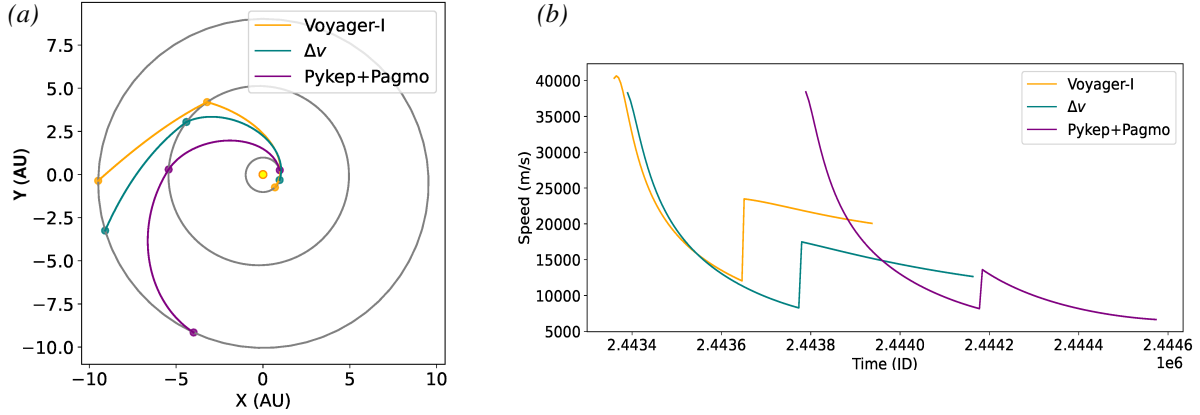 (a)
Voyager-I
Δv
Pykep+Pagmo
7.5
5.0
2.5
0.0
−2.5
−5.0
−7.5
−10.0
Y (AU)
−10
−5
0
5
10
X (AU)
(b)
Voyager-I
Δv
Pykep+Pagmo
40000
35000
30000
25000
20000
15000
10000
5000
Speed (m/s)
2.4434
2.4436
2.4438
2.4440
2.4442
2.4444
2.4446
1e6
Time (JD)